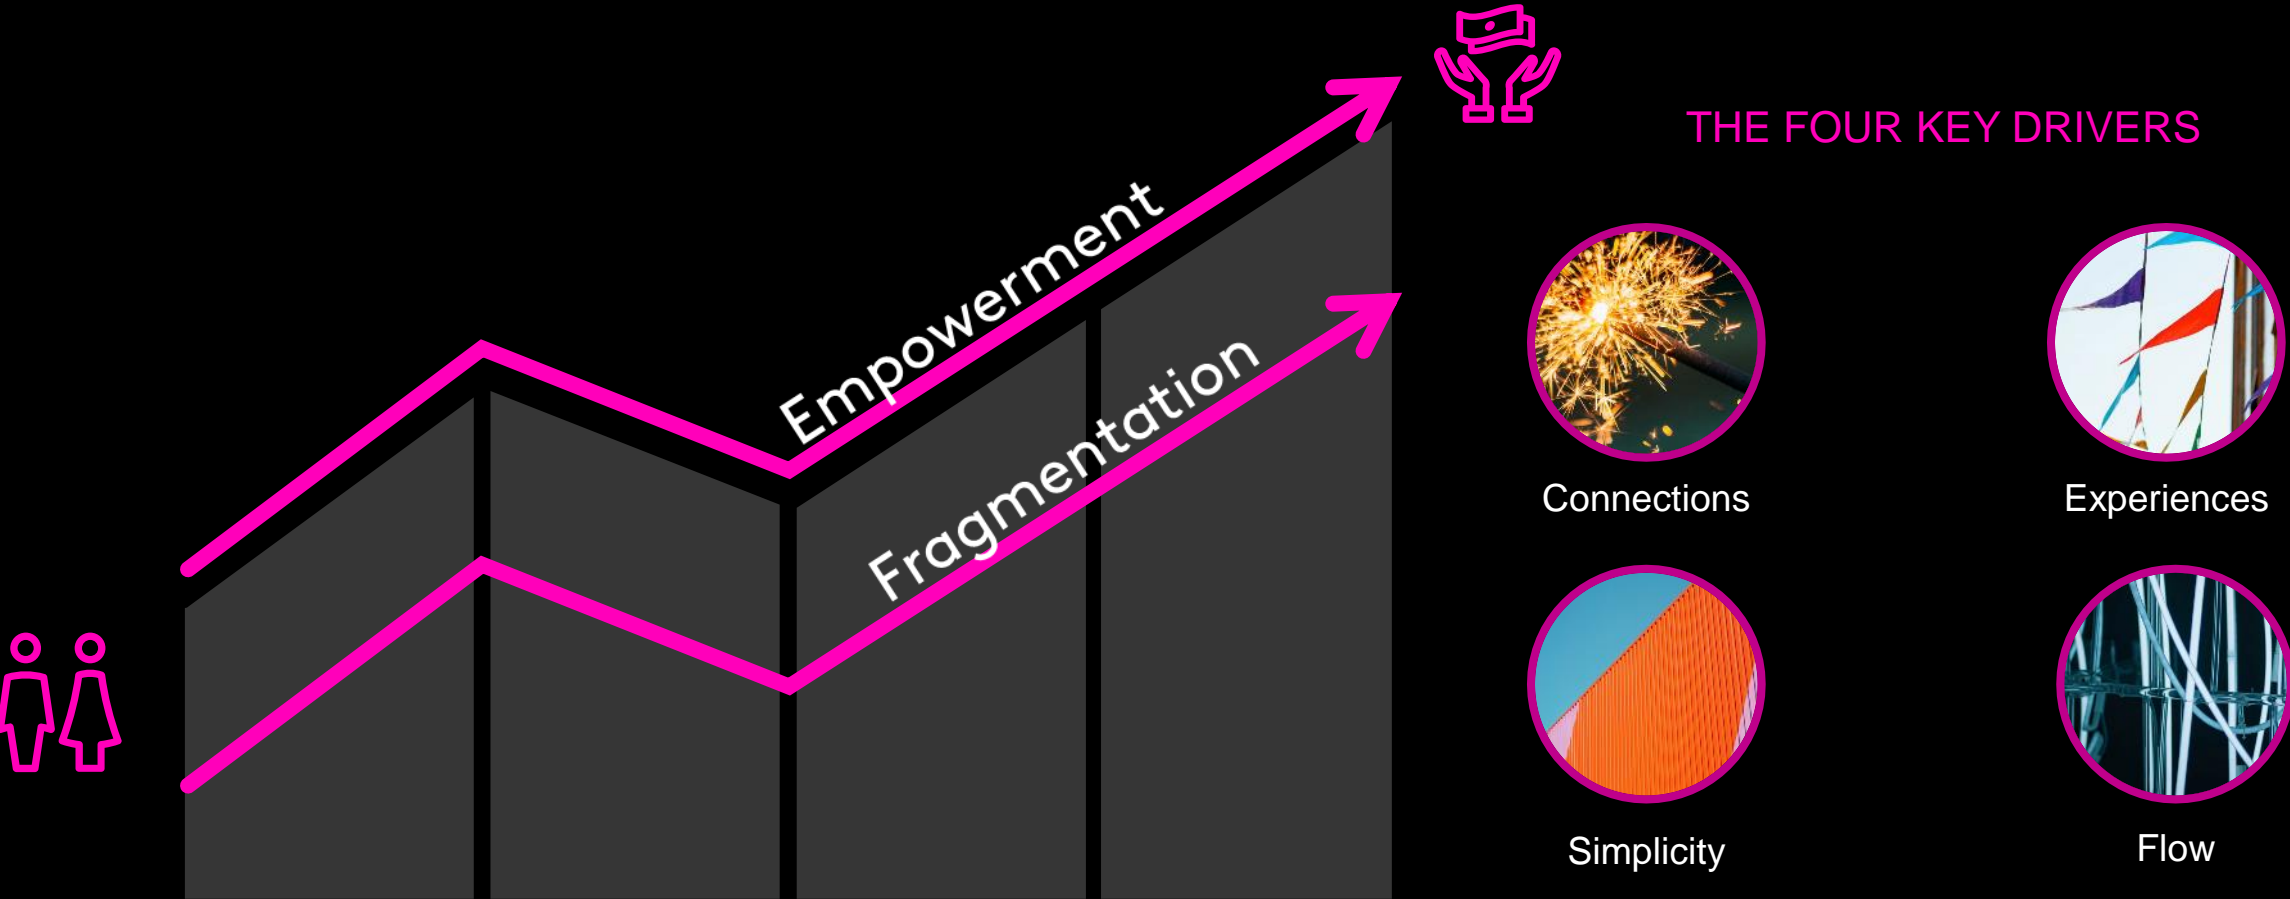 THE FOUR KEY DRIVERS
Empowerment
Fragmentation
Connections
Experiences
Simplicity
Flow